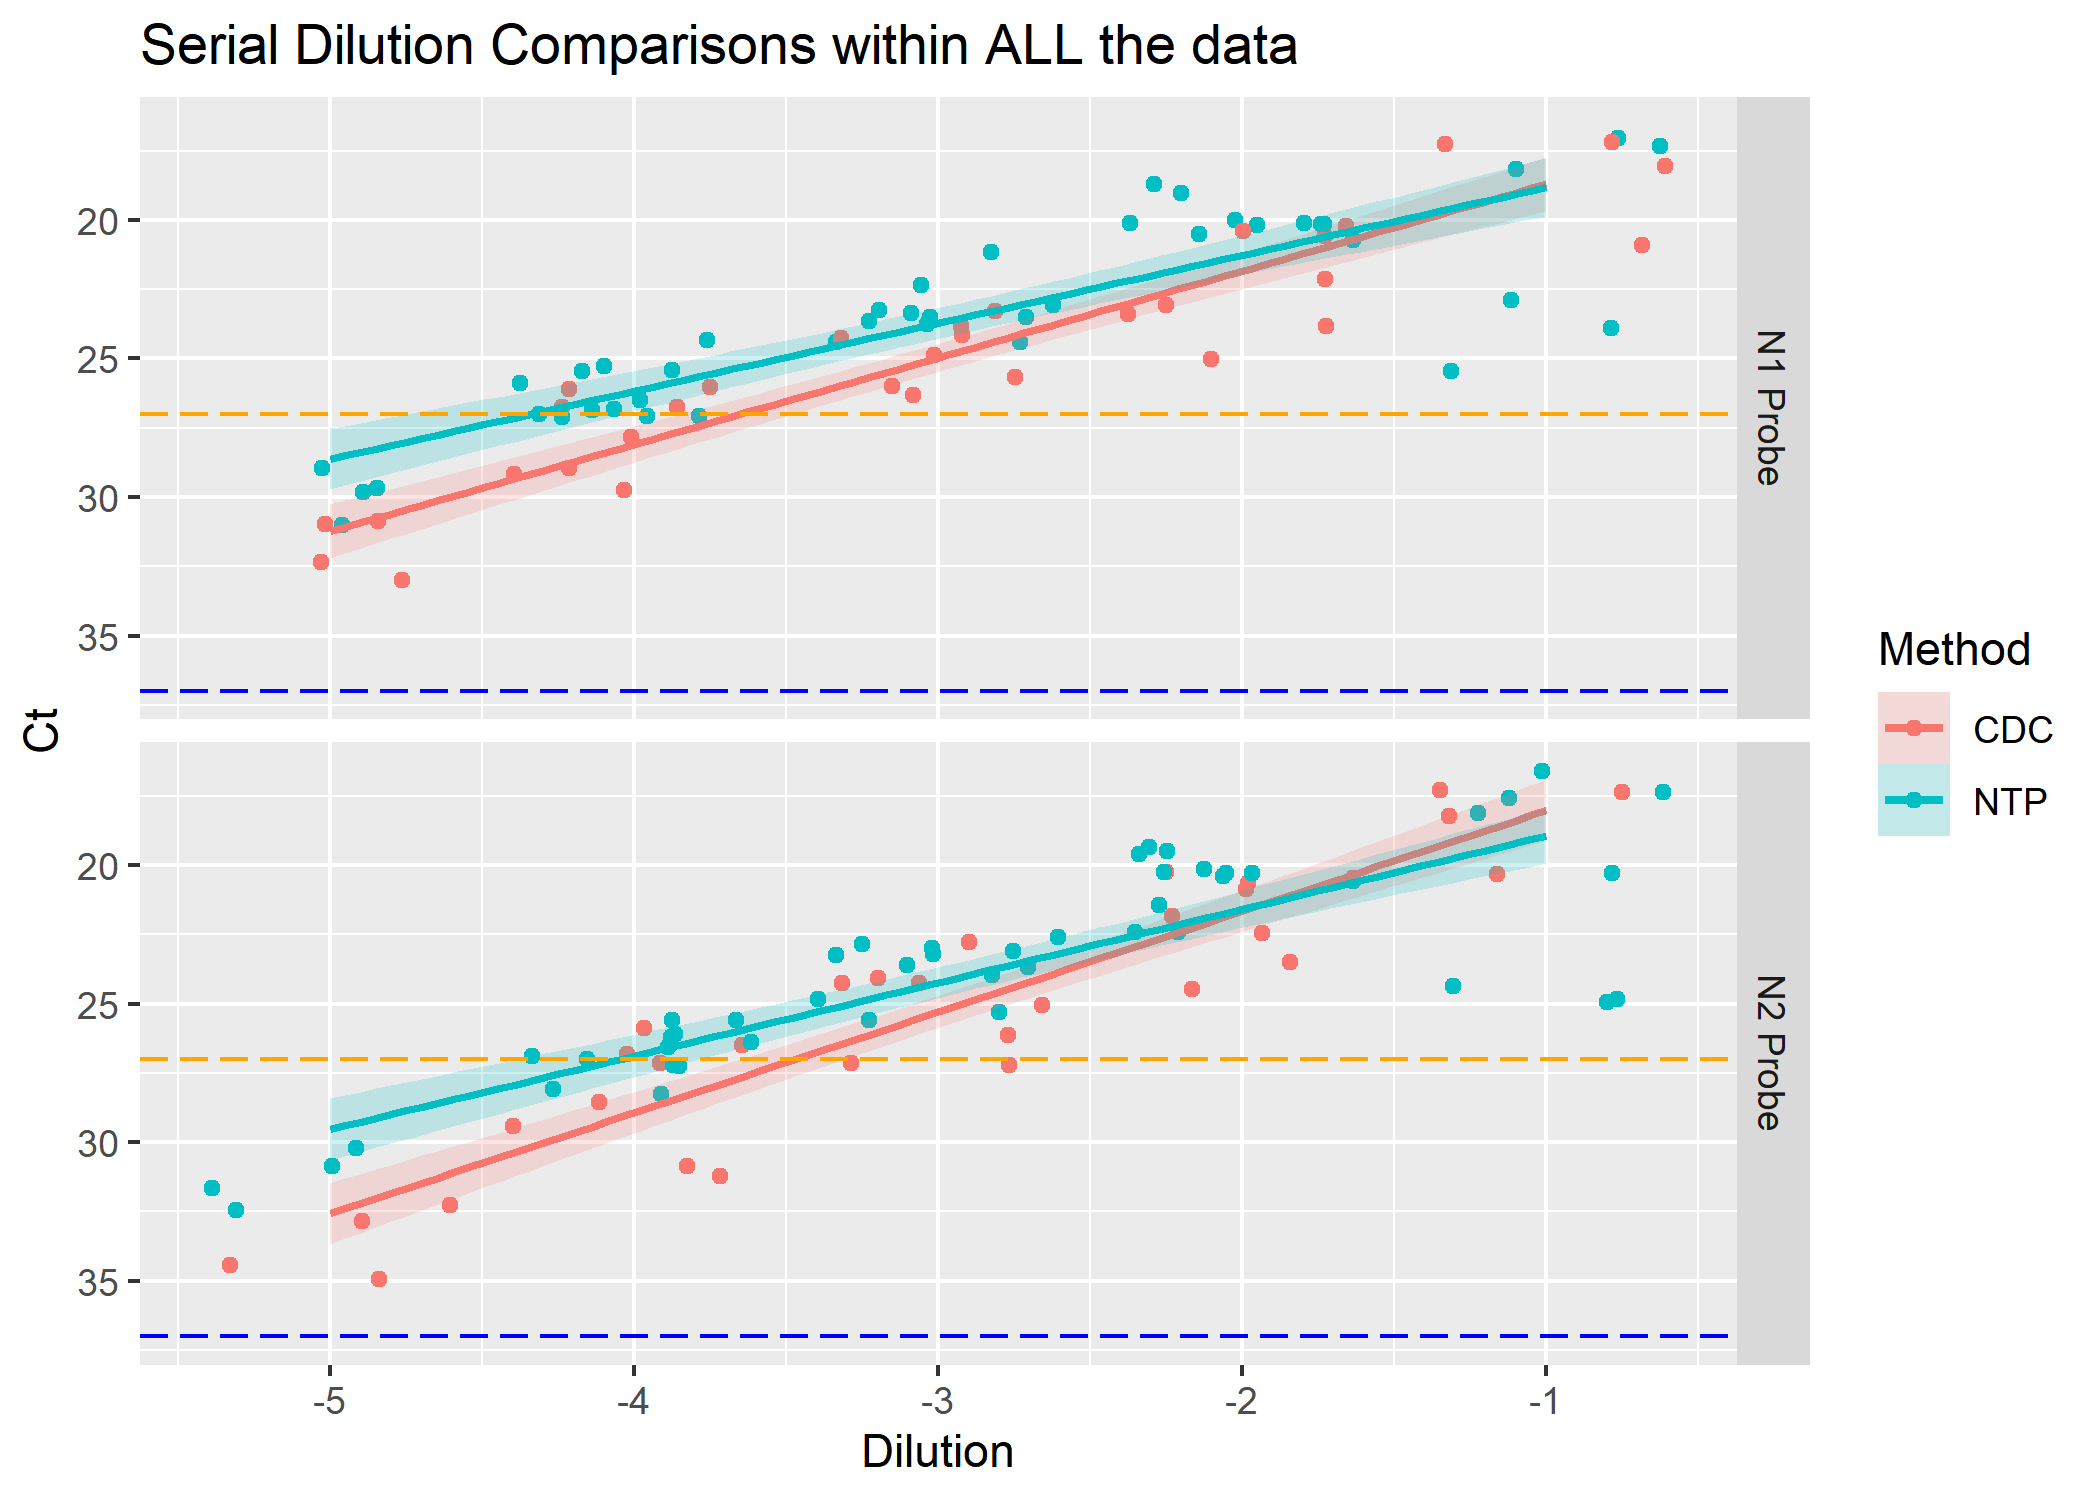 Serial Dilution Comparisons within ALL the data
20
25
30
35
N1 Probe
20
25
30
35
N2 Probe
Ct
-5
-4
-3
-2
-1
Dilution
Method
CDC
NTP